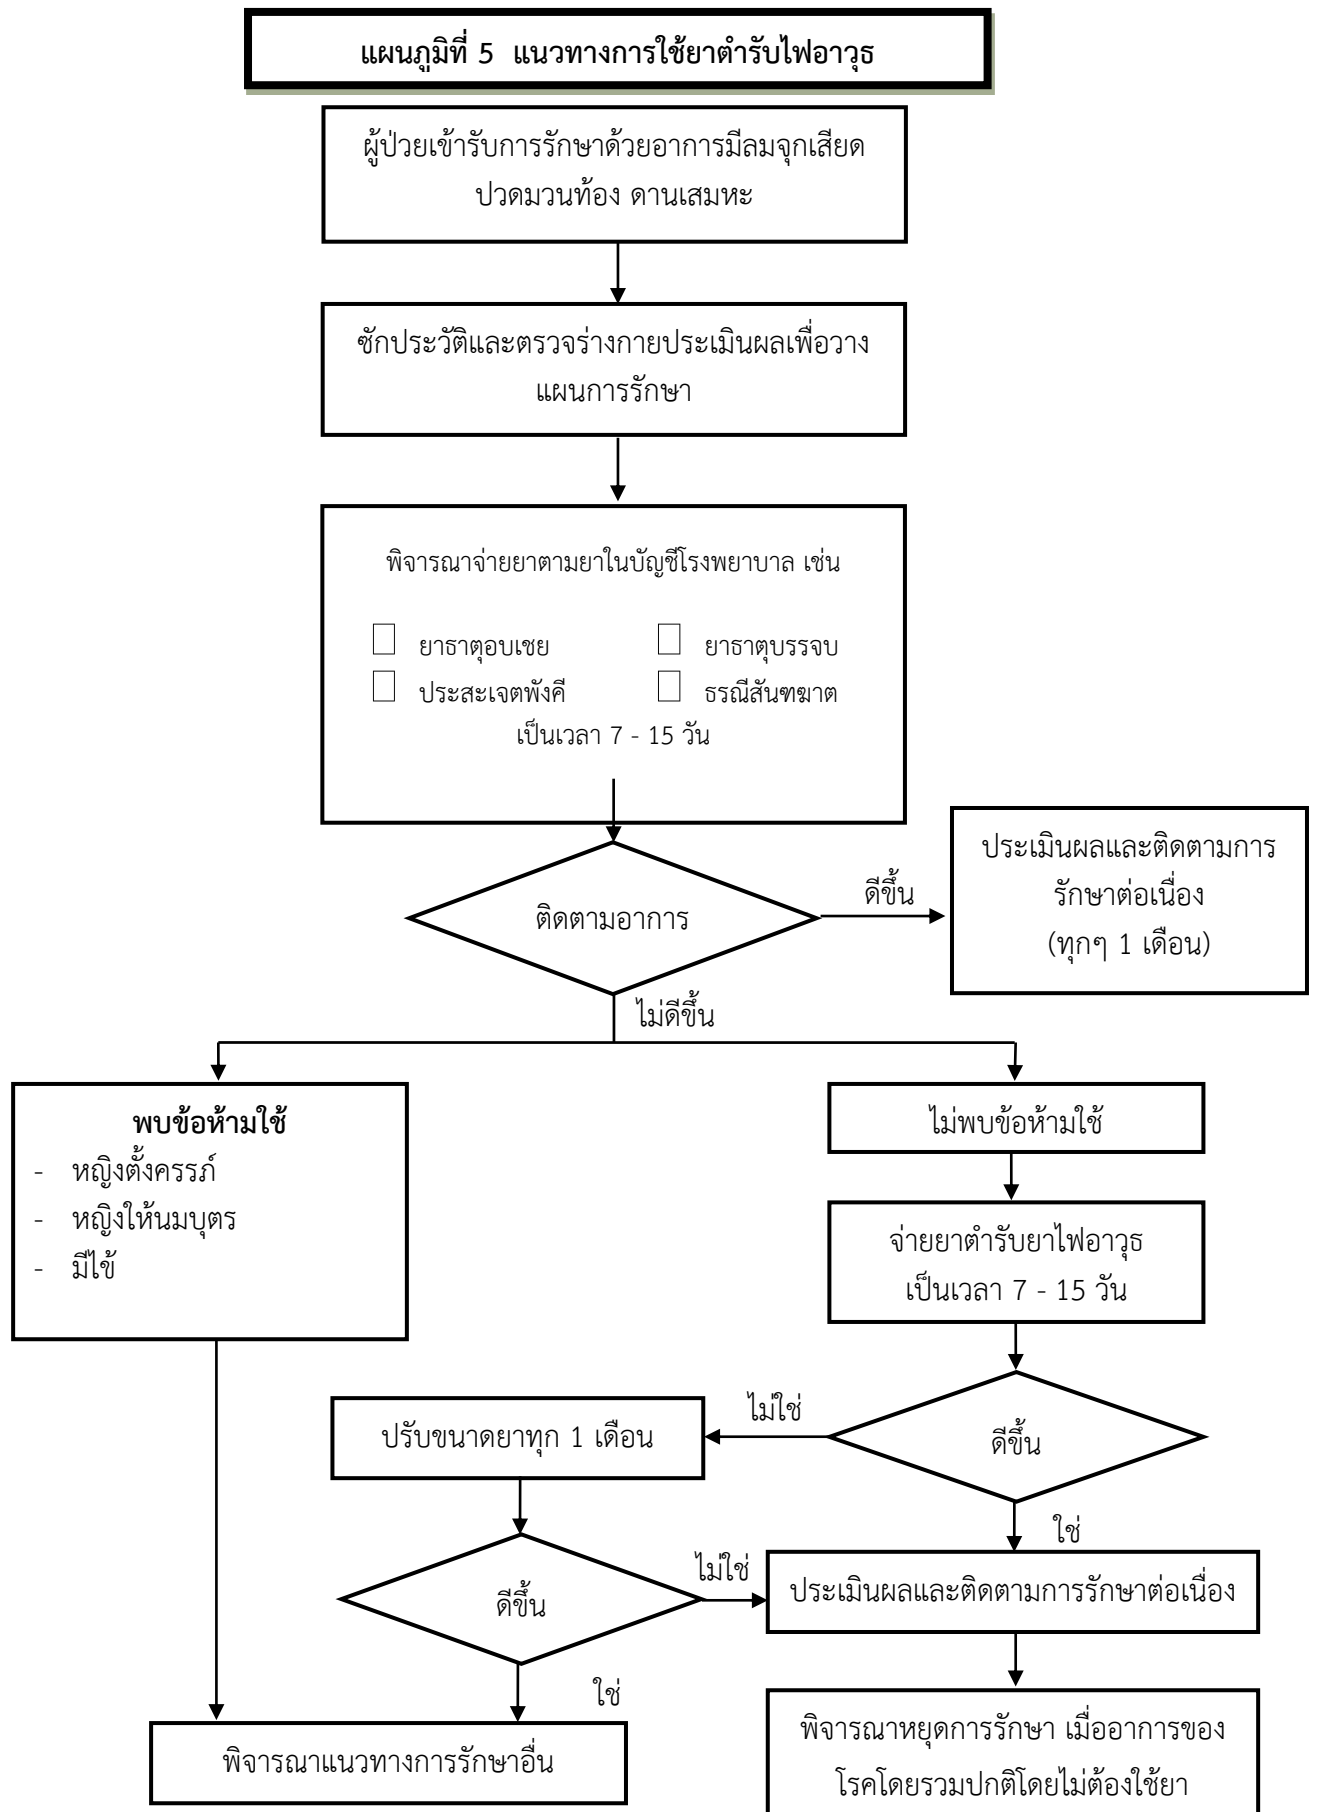 แผนภูมิที่ 5 แนวทางการใช้ยาตำรับไฟอาวุธ
ผู้ป่วยเข้ารับการรักษาด้วยอาการมีลมจุกเสียด
ปวดมวนท้อง ดานเสมหะ
ซักประวัติและตรวจร่างกายประเมินผลเพื่อวาง
แผนการรักษา
พิจารณาจ่ายยาตามยาในบัญชีโรงพยาบาล เช่น
ยาธาตุอบเชย
ยาธาตุบรรจบ
ประสะเจตพังคี
ธรณีสันฑฆาต
เป็นเวลา 7 - 15 วัน
ติดตามอาการ
ดีขึ้น
ประเมินผลและติดตามการ
รักษาต่อเนื่อง
(ทุกๆ 1 เดือน)
ไม่ดีขึ้น
พบข้อห้ามใช้
- หญิงตั้งครรภ์
- หญิงให้นมบุตร
- มีไข้
ไม่พบข้อห้ามใช้
จ่ายยาตำรับยาไฟอาวุธ
เป็นเวลา 7 - 15 วัน
ดีขึ้น
ไม่ใช่
ปรับขนาดยาทุก 1 เดือน
ใช่
ดีขึ้น
ไม่ใช่
ประเมินผลและติดตามการรักษาต่อเนื่อง
ใช่
พิจารณาแนวทางการรักษาอื่น
พิจารณาหยุดการรักษา เมื่ออาการของ
โรคโดยรวมปกติโดยไม่ต้องใช้ยา